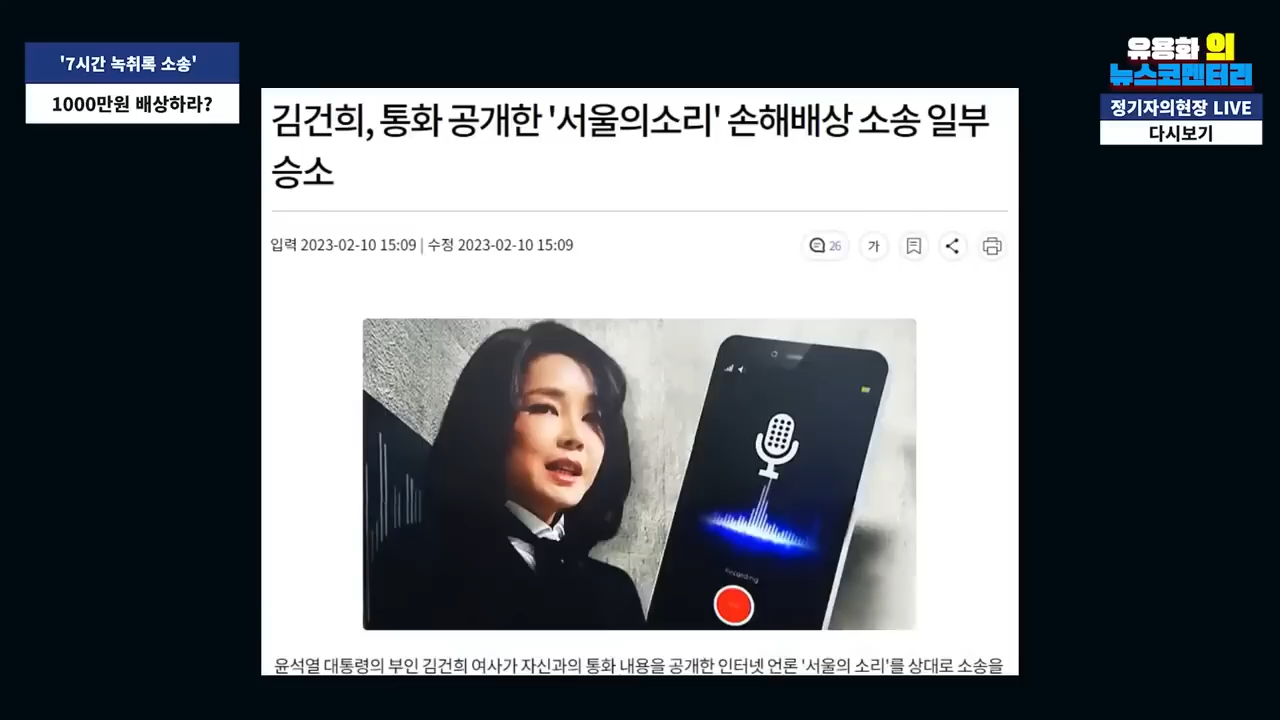 '7시간 녹취록 소송'
1000만원 배상하라?
유용화의
뉴스코멘터리
정기자의현장 LIVE
다시보기
김건희, 통화 공개한 '서울의소리' 손해배상 소송 일부
승소
입력 2023-02-10 15:09 | 수정 2023-02-10 15:09
26
가
Recording
윤석열 대통령의 부인 김건희 여사가 자신과의 통화 내용을 공개한 인터넷 언론 '서울의 소리'를 상대로 소송을